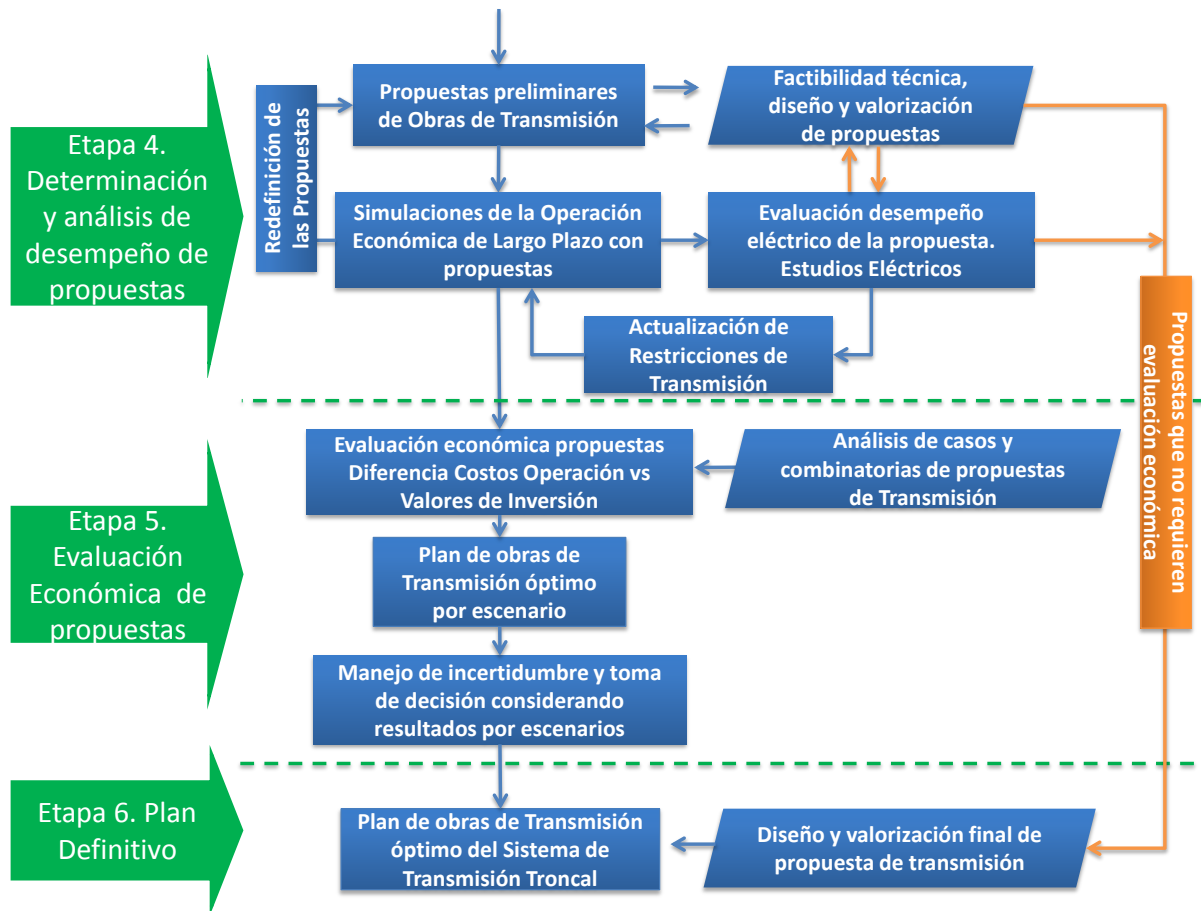 Etapa 4.
Determinación
y análisis de
desempeño de
propuestas
Redefinición de
las Propuestas
Propuestas preliminares
de Obras de Transmisión
Factibilidad técnica,
diseño y valorización
de propuestas
Simulaciones de la Operación
Económica de Largo Plazo con
propuestas
Evaluación desempeño
eléctrico de la propuesta.
Estudios Eléctricos
Actualización de
Restricciones de
Transmisión
Propuestas que no requieren
evaluación económica
Etapa 5.
Evaluación
Económica de
propuestas
Evaluación económica propuestas
Diferencia Costos Operación vs
Valores de Inversión
Análisis de casos y
combinatorias de propuestas
de Transmisión
Plan de obras de
Transmisión óptimo
por escenario
Manejo de incertidumbre y toma
de decisión considerando
resultados por escenarios
Etapa 6. Plan
Definitivo
Plan de obras de Transmisión
óptimo del Sistema de
Transmisión Troncal
Diseño y valorización final de
propuesta de transmisión